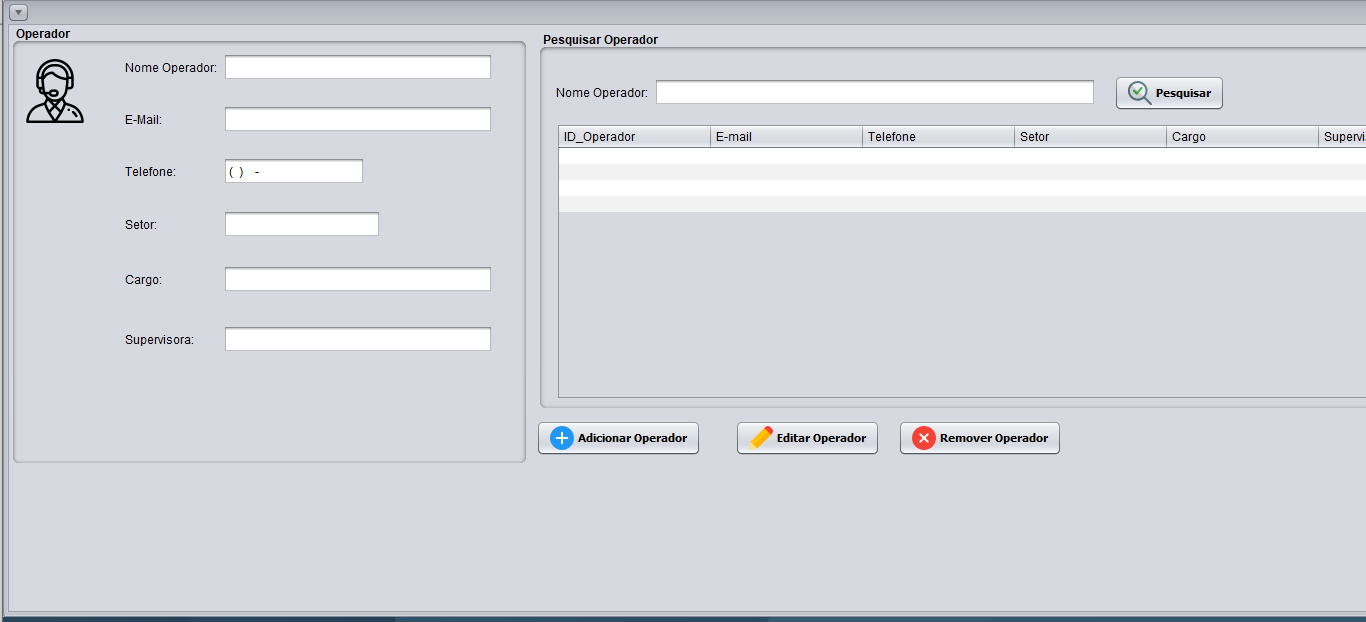 Operador
Nome Operador:
E-Mail:
Telefone:
( ) -
Setor:
Cargo:
Supervisora:
Pesquisar Operador
Nome Operador:
Pesquisar
ID_Operador E-mail Telefone Setor Cargo Supervi
Adicionar Operador Editar Operador Remover Operador